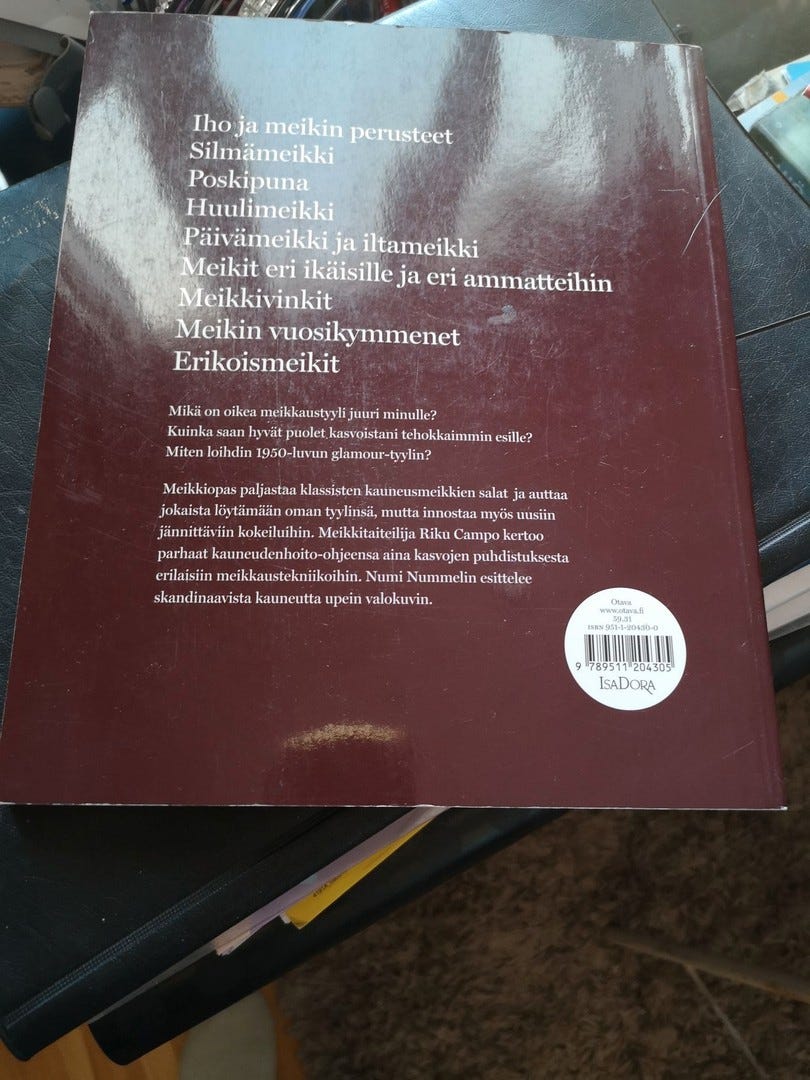 Iho ja meikin perusteet
Silmämeikki
Poskipuna
Huulimeikki
Päivämeikki ja iltameikki
Meikit eri ikäisille ja eri ammatteihin
Meikkivinkit
Meikin vuosikymmenet
Erikoismeikit
Mikä on oikea meikkaustyyli juuri minulle?
Kuinka saan hyvät puolet kasvoistani tehokkaimmin esille?
Miten loihdin 1950-luvun glamour-tyylin?
Meikkiopas paljastaa klassisten kauneusmeikkien salat ja auttaa
jokaista löytämään oman tyylinsä, mutta innostaa myös uusiin
jännittäviin kokeiluihin. Meikkitaiteilija Riku Campo kertoo
parhaat kauneudenhoito-ohjeensa aina kasvojen puhdistuksesta
erilaisiin meikkaustekniikoihin. Numi Nummelin esittelee
skandinaavista kauneutta upein valokuvin.
Otava
www.otava.fi
59.31
ISBN 951-1-20430-0
9 789511 204305
IsaDora